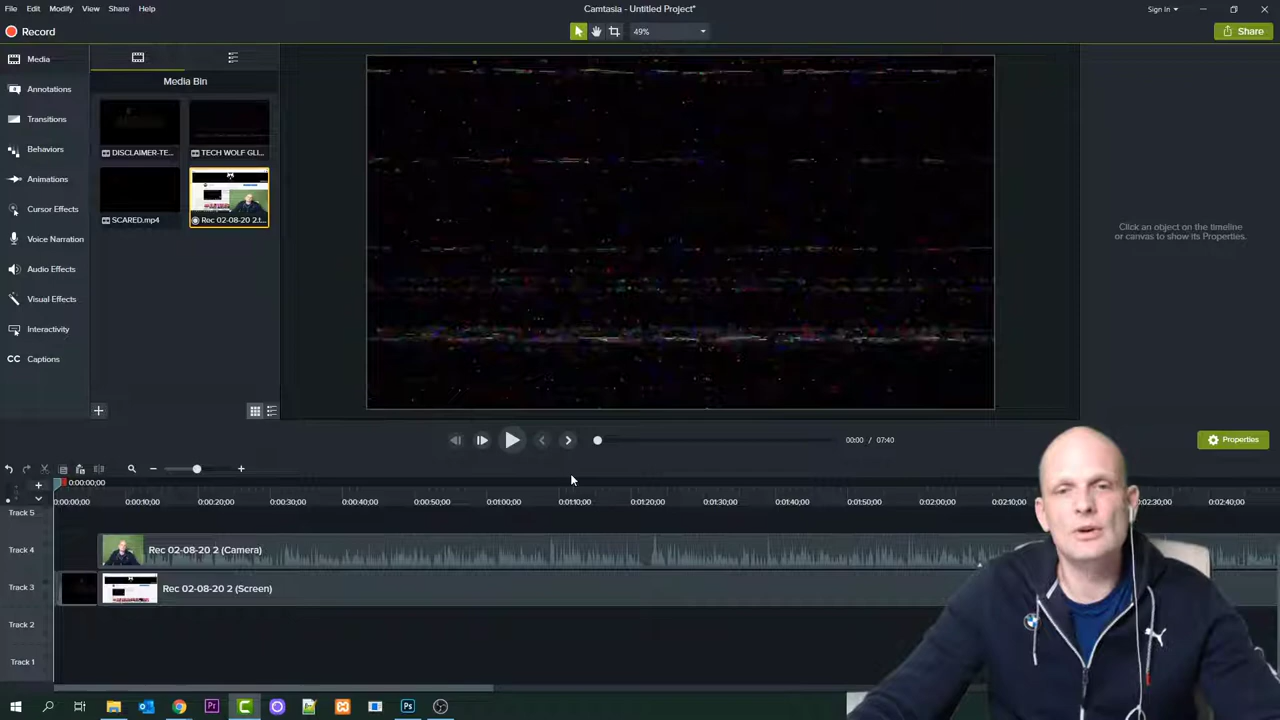 File Edit Modify View Share Help
Camtasia - Untitled Project*
Sign In
Record
49%
Share
Media
Annotations
Transitions
Behaviors
Animations
Cursor Effects
Voice Narration
Audio Effects
Visual Effects
Interactivity
CC Captions
Media Bin
DISCLAIMER-TE...
TECH WOLF GLI...
SCARED.mp4
Rec 02-08-20 2.t...
Click an object on the timeline
or canvas to show its Properties.
00:00 / 07:40
Properties
0:00:00;00
0:00:00;00 0:00:10;00 0:00:20;00 0:00:30;00 0:00:40;00 0:00:50;00 0:01:00;00 0:01:10;00 0:01:20;00 0:01:30;00 0:01:40;00 0:01:50;00 0:02:00;00 0:02:10;00 2:30;00 0:02:40;00
Track 5
Track 4 Rec 02-08-20 2 (Camera)
Track 3 Rec 02-08-20 2 (Screen)
Track 2
Track 1
Pr
Ps